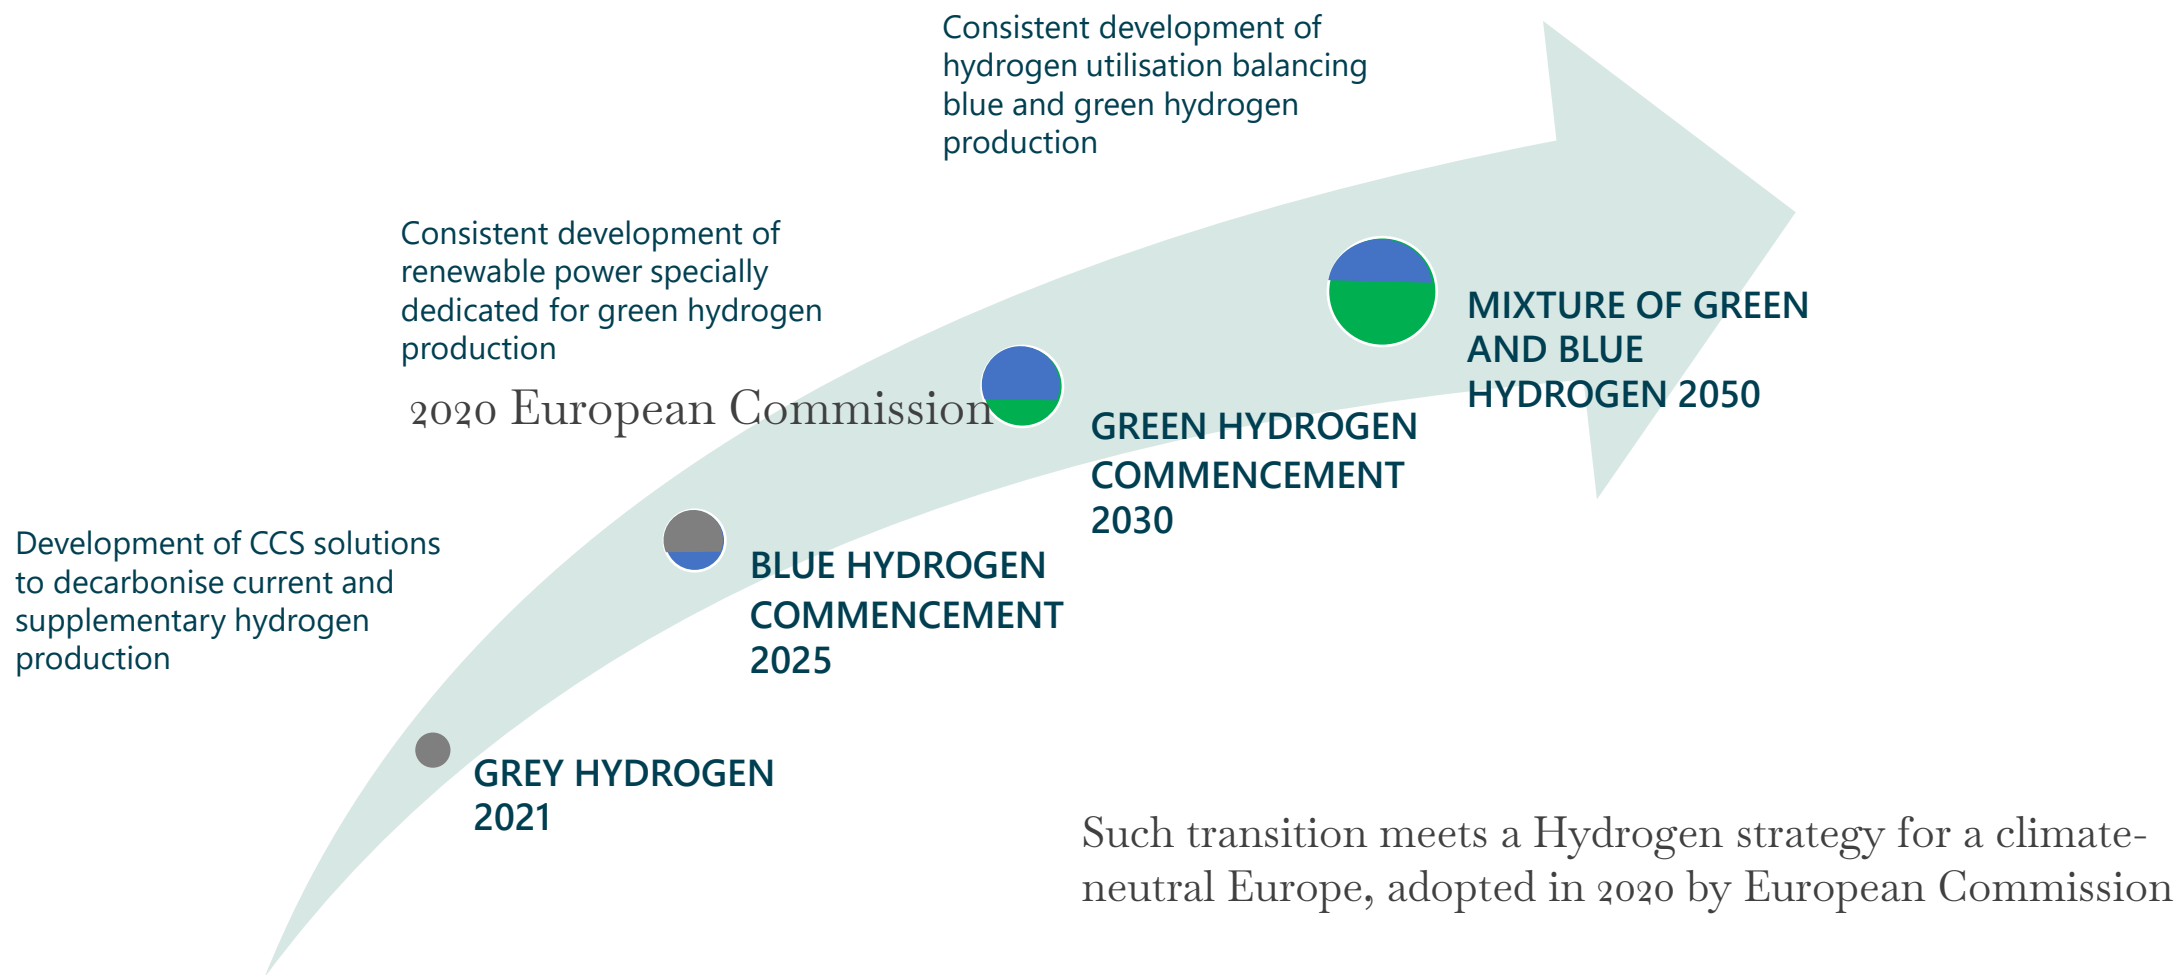 Consistent development of
hydrogen utilisation balancing
blue and green hydrogen
production
Consistent development of
renewable power specially
dedicated for green hydrogen
production
2020 European Commission
MIXTURE OF GREEN
AND BLUE
HYDROGEN 2050
GREEN HYDROGEN
COMMENCEMENT
2030
Development of CCS solutions
to decarbonise current and
supplementary hydrogen
production
BLUE HYDROGEN
COMMENCEMENT
2025
GREY HYDROGEN
2021
Such transition meets a Hydrogen strategy for a climate-
neutral Europe, adopted in 2020 by European Commission